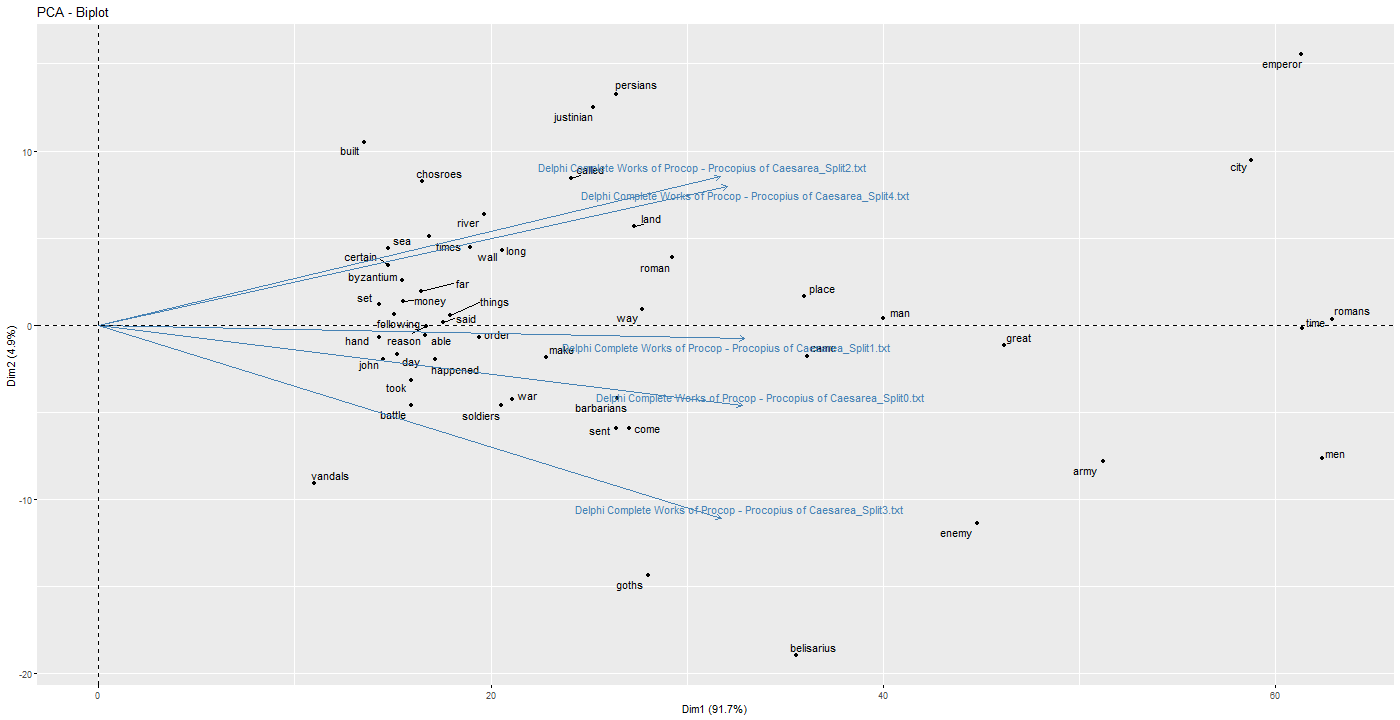 PCA - Biplot
emperor
persians
justinian
built
10
city
Delphi Complete Works of Procop - Procopius of Caesarea_Split2.txt
called
chosroes
Delphi Complete Works of Procop - Procopius of Caesarea_Split4.txt
river
land
sea
times
wall
long
certain
roman
byzantium
far
place
set
money
things
man
romans
way
following
said
time
0
hand
reason
able
order
great
make
Delphi Complete Works of Procop - Procopius of Caesarea_Split1.txt
john
day
happened
took
war
Delphi Complete Works of Procop - Procopius of Caesarea_Split0.txt
battle
soldiers
barbarians
sent
come
men
army
vandals
-10
Delphi Complete Works of Procop - Procopius of Caesarea_Split3.txt
enemy
goths
belisarius
-20
0
20
40
60
Dim1 (91.7%)
Dim2 (4.9%)